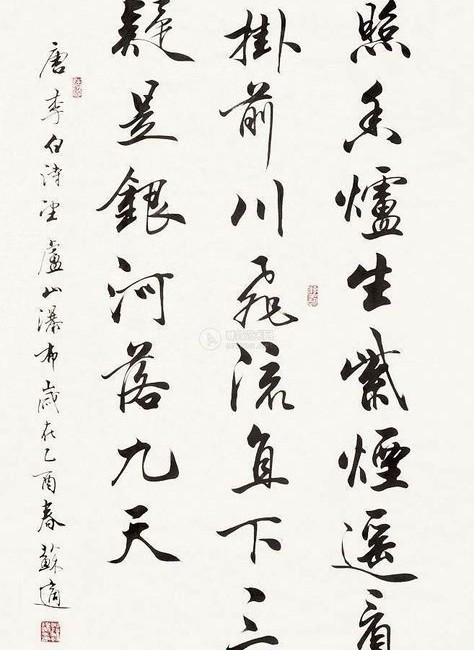 照香爐生紫煙遥看
掛前川飛流直下三
疑是銀河落九天
唐李白詩望廬山瀑布歲在乙酉春蘇適